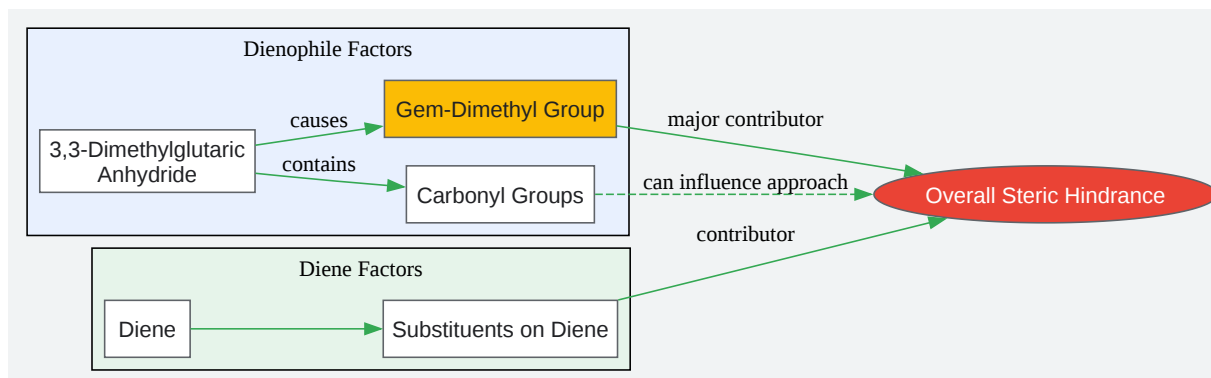 Dienophile Factors
3,3-Dimethylglutaric
Anhydride
causes
contains
Gem-Dimethyl Group
Carbonyl Groups
major contributor
can influence approach
Overall Steric Hindrance
contributor
Diene Factors
Diene
Substituents on Diene